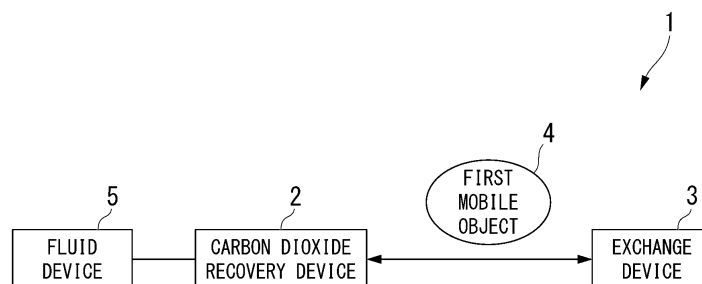 1
4
FIRST
MOBILE
OBJECT
5
2
3
FLUID
DEVICE
CARBON DIOXIDE
RECOVERY DEVICE
EXCHANGE
DEVICE